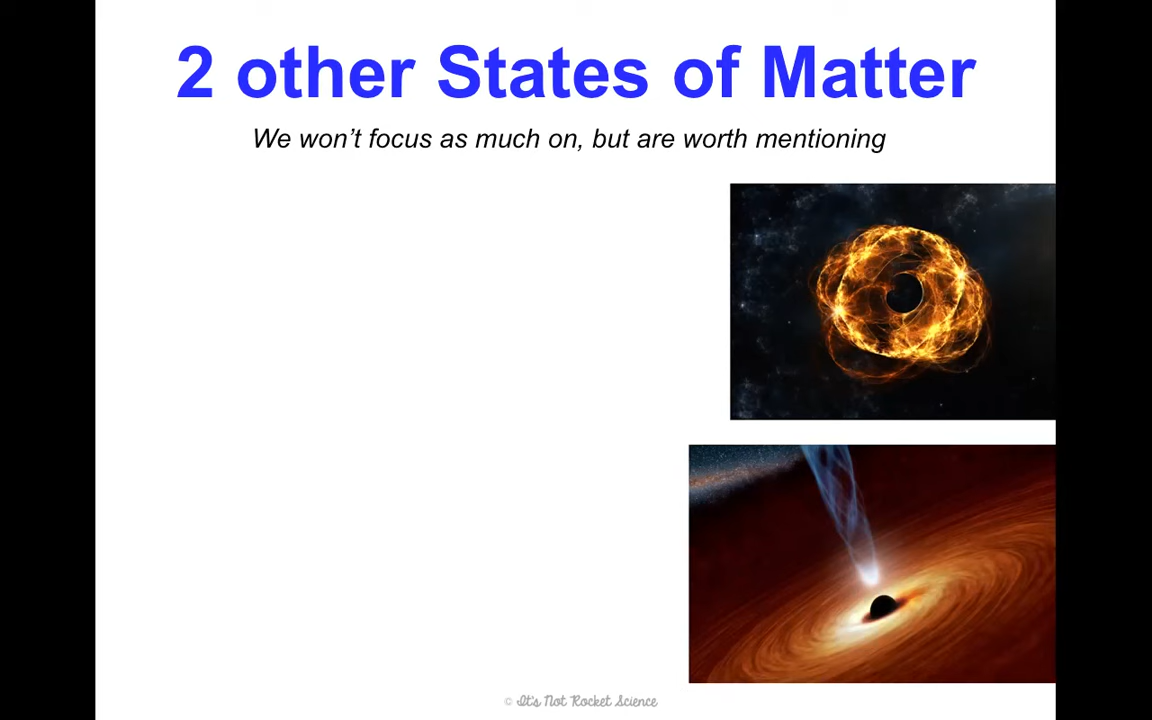 2 other States of Matter
We won’t focus as much on, but are worth mentioning
© It's Not Rocket Science